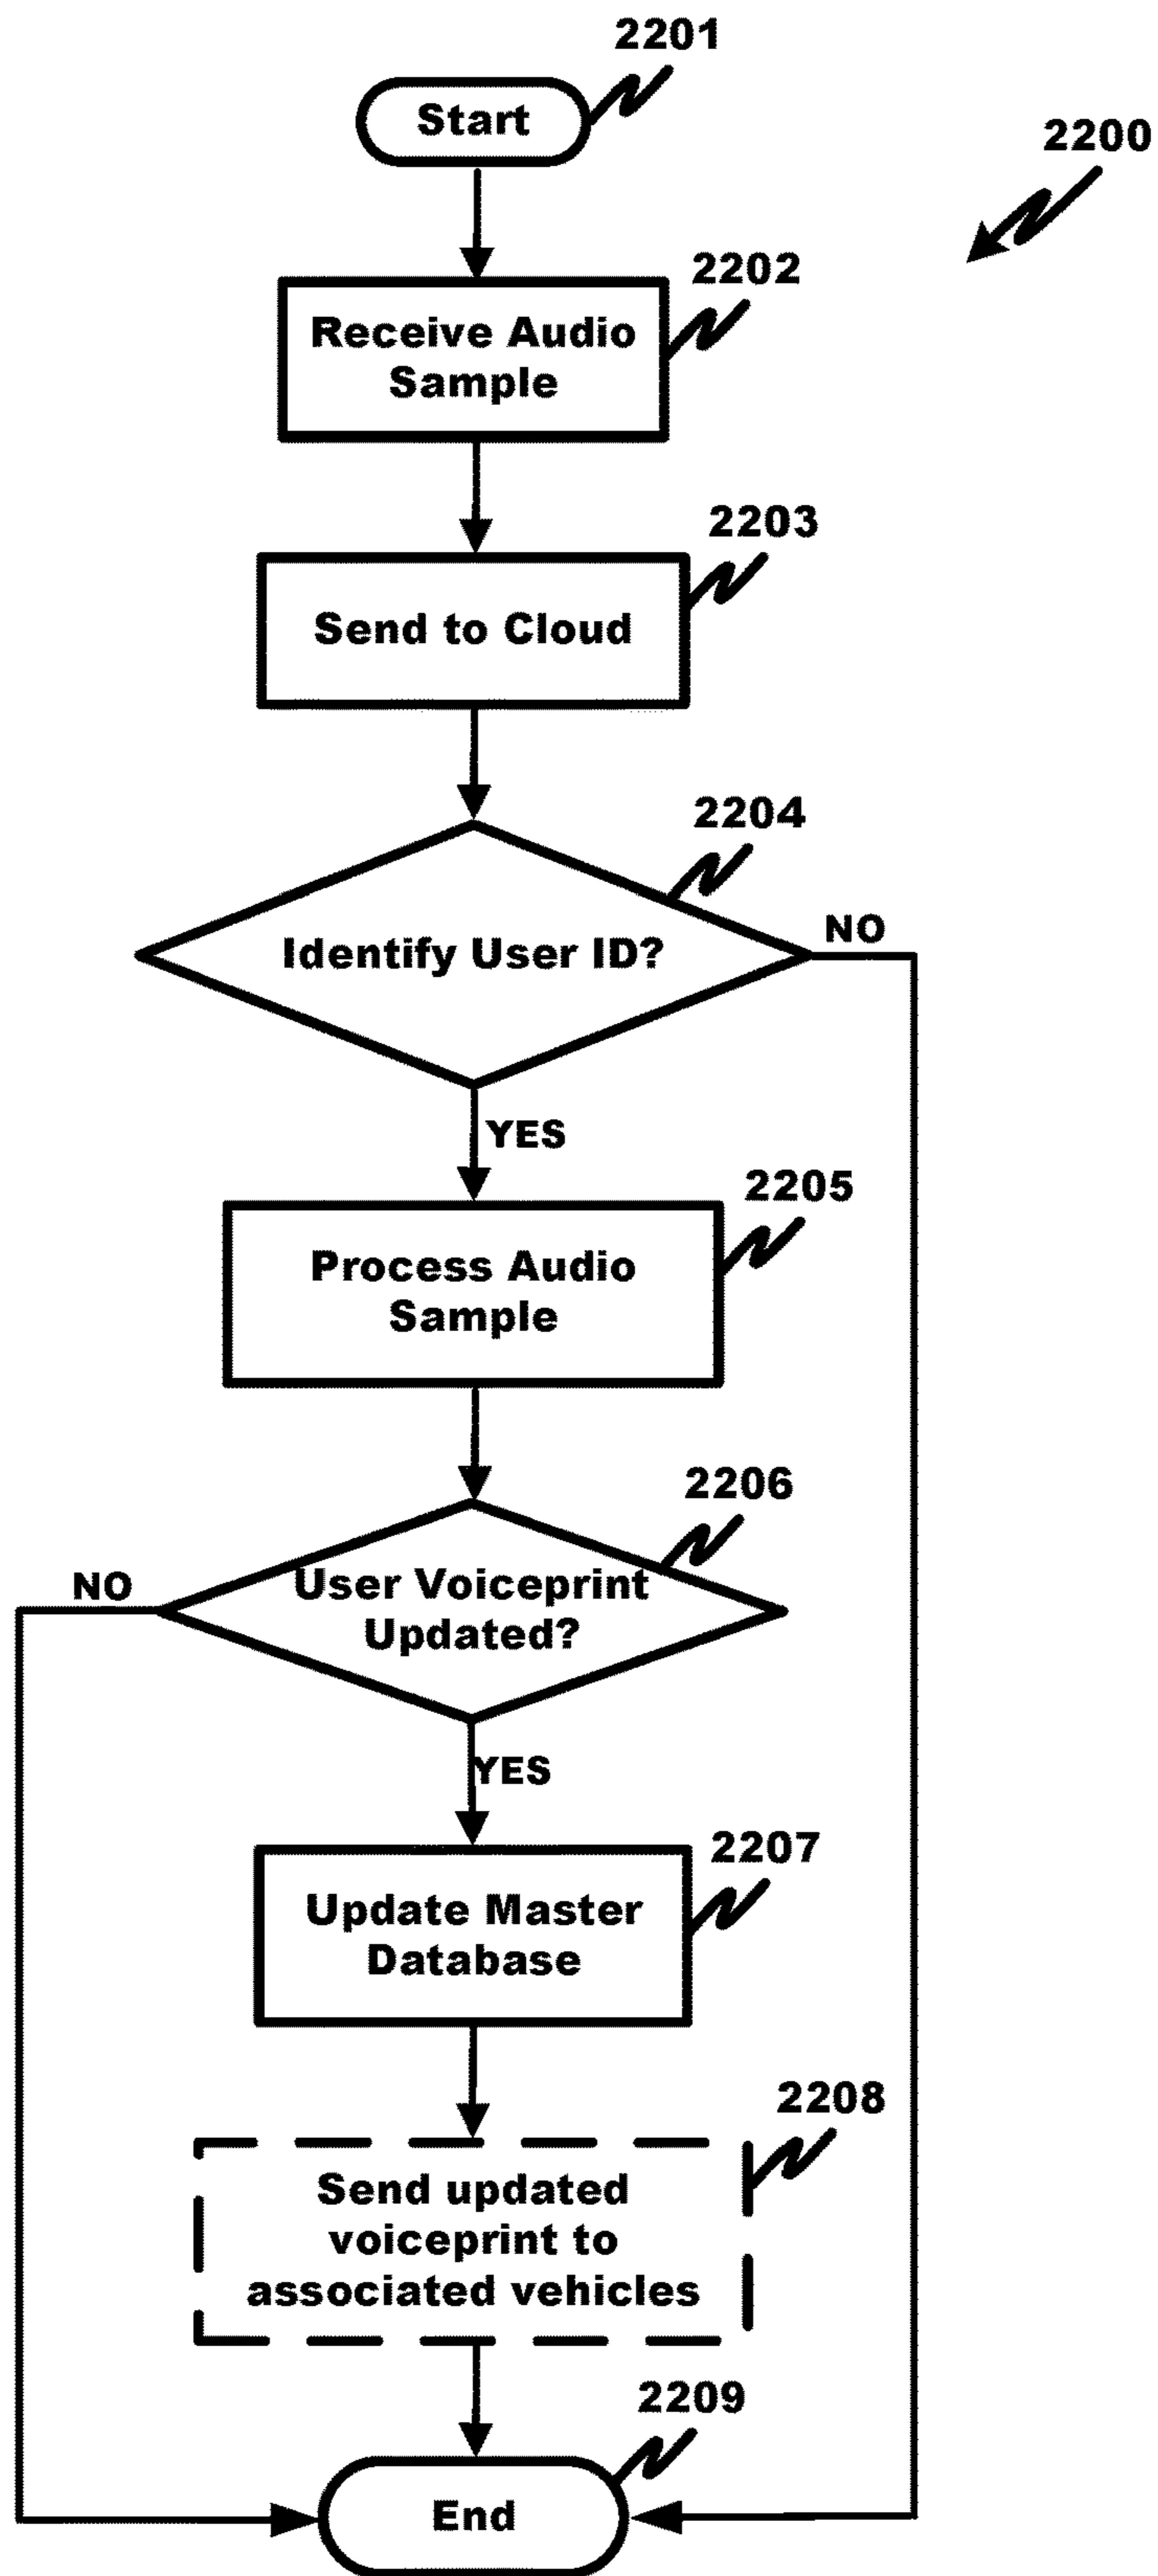 2201
Start
2200
2202
Receive Audio
Sample
2203
Send to Cloud
2204
Identify User ID?
NO
YES
2205
Process Audio
Sample
2206
User Voiceprint
Updated?
NO
YES
2207
Update Master
Database
2208
Send updated
voiceprint to
associated vehicles
2209
End